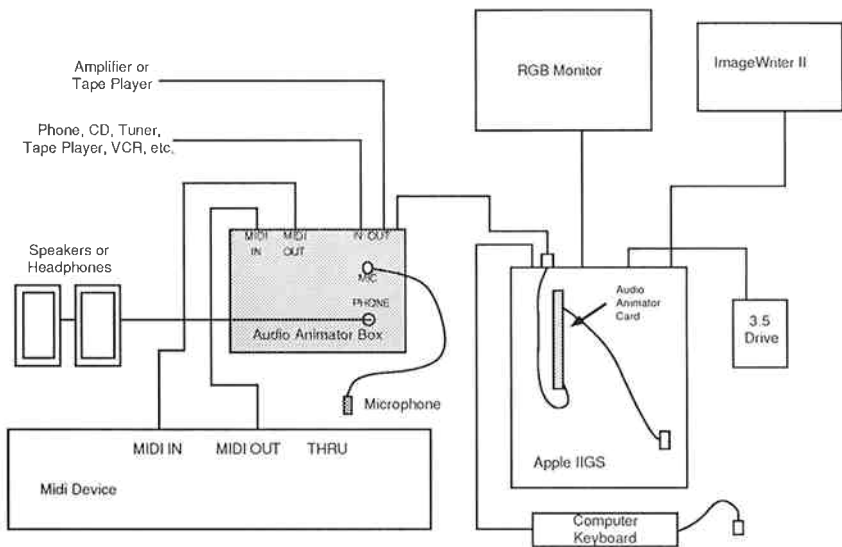 Amplifier or
Tape Player
RGB Monitor
ImageWriter II
Phone, CD, Tuner,
Tape Player, VCR, etc.
MIDI
IN
MIDI
OUT
IN OUT
MIC
PHONE
Audio Animator Box
Speakers or
Headphones
Audio
Animator
Card
3.5
Drive
Microphone
MIDI IN
MIDI OUT
THRU
Midi Device
Apple IIGS
Computer
Keyboard